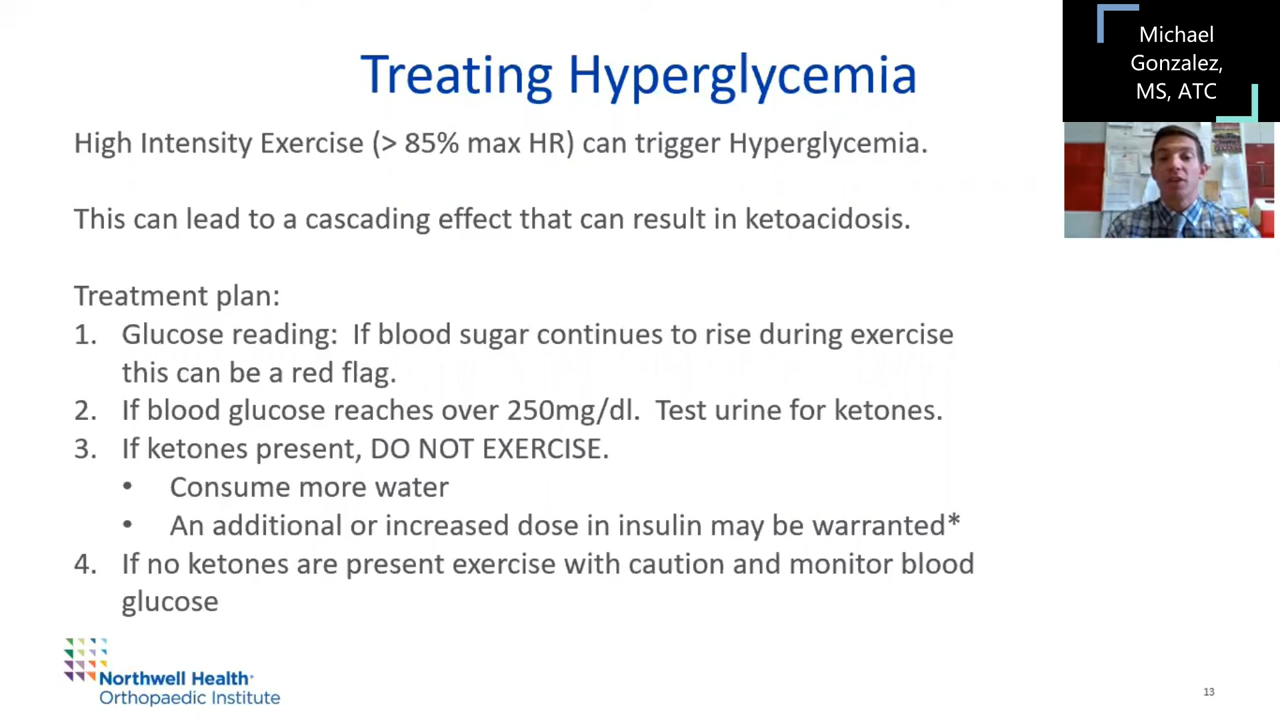 Treating Hyperglycemia
Michael
Gonzalez,
MS, ATC
High Intensity Exercise (> 85% max HR) can trigger Hyperglycemia.
This can lead to a cascading effect that can result in ketoacidosis.
Treatment plan:
1. Glucose reading: If blood sugar continues to rise during exercise
this can be a red flag.
2. If blood glucose reaches over 250mg/dl. Test urine for ketones.
3. If ketones present, DO NOT EXERCISE.
• Consume more water
• An additional or increased dose in insulin may be warranted*
4. If no ketones are present exercise with caution and monitor blood
glucose
Northwell Health
Orthopaedic Institute
13